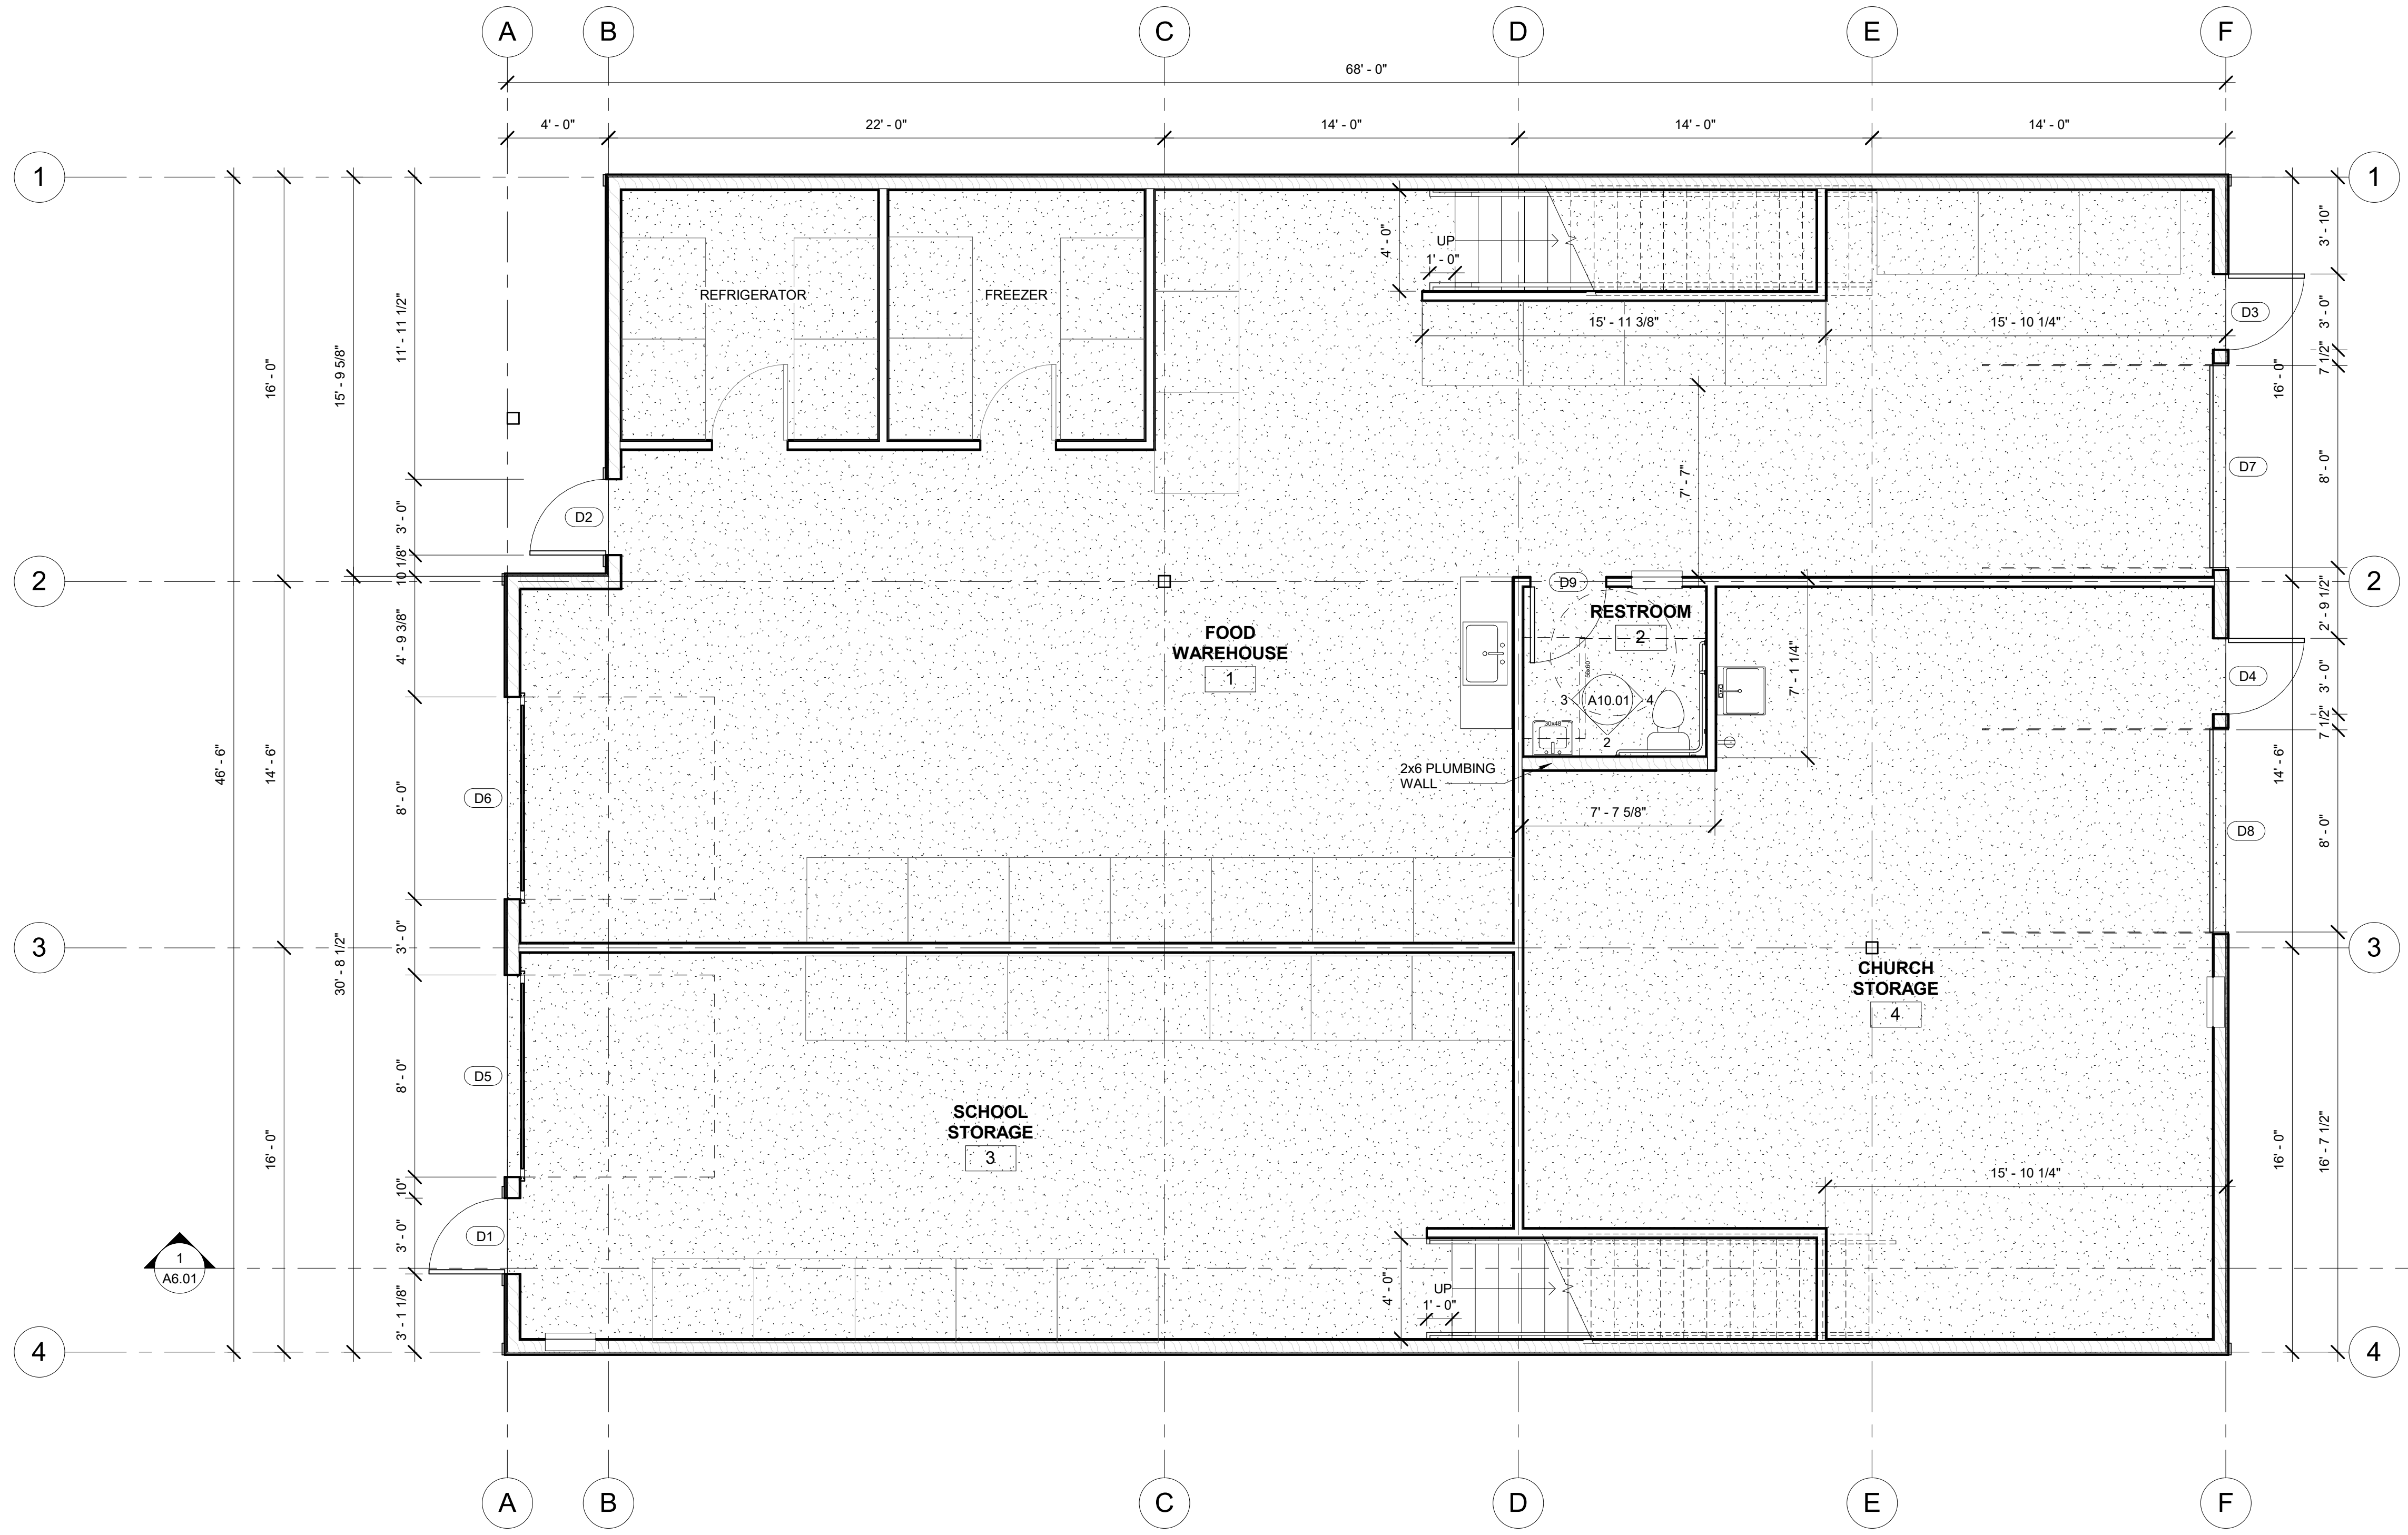 A B C D E F
68' - 0"
4' - 0" 22' - 0" 14' - 0" 14' - 0" 14' - 0"
1 1
3' - 10"
4' - 0"
UP
1' - 0"
REFRIGERATOR FREEZER
11' - 11 1/2"
15' - 11 3/8" 15' - 10 1/4"
D3
3' - 0"
7 1/2"
16' - 0"
15' - 9 5/8"
16' - 0"
D7
8' - 0"
7' - 7"
D2
3' - 0"
10 1/8"
2 2
D9
2' - 9 1/2"
RESTROOM
2
FOOD
WAREHOUSE
1
4' - 9 3/8"
7' - 1 1/4"
56x60
D4
3' - 0"
7 1/2"
3 A10.01 4
30x48
2
46' - 6"
14' - 6"
14' - 6"
2x6 PLUMBING
WALL
D6
8' - 0"
7' - 7 5/8"
D8
8' - 0"
3 3
3' - 0"
30' - 8 1/2"
CHURCH
STORAGE
4
D5
8' - 0"
SCHOOL
STORAGE
3
16' - 0"
16' - 0"
16' - 7 1/2"
15' - 10 1/4"
10"
D1
3' - 0"
1
A6.01
4' - 0"
UP
1' - 0"
3' - 1 1/8"
4 4
A B C D E F